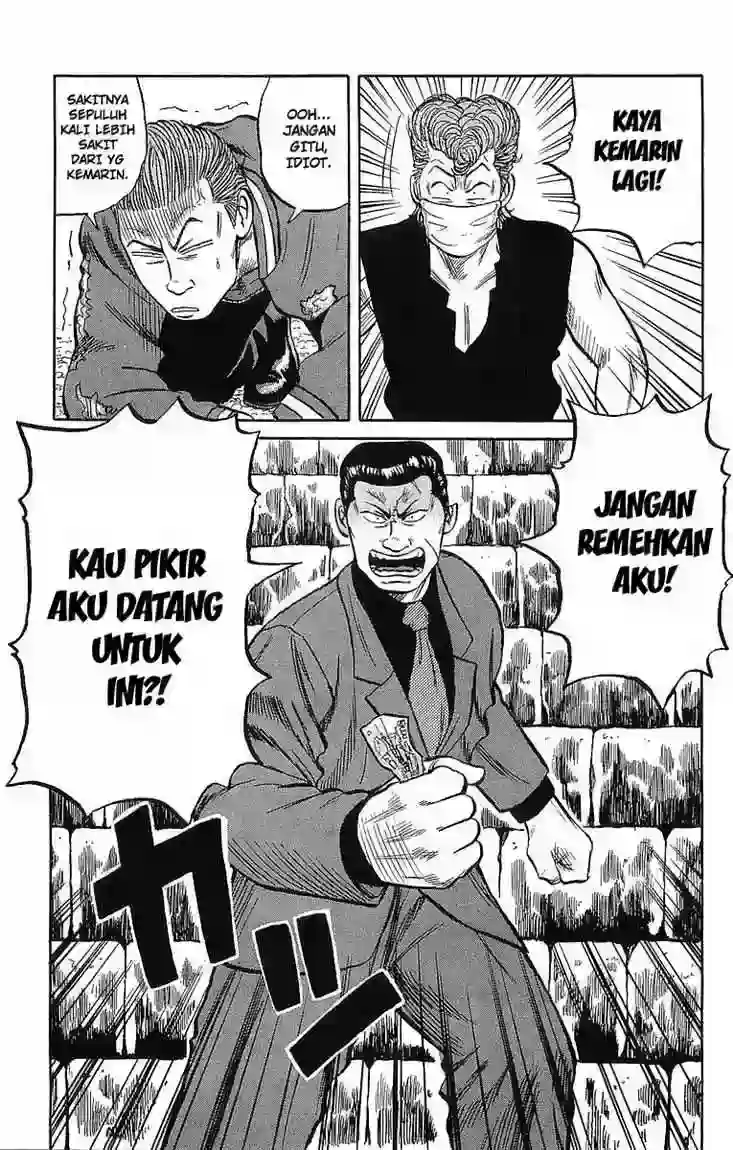 KAYA
KEMARIN
LAGI!
OOH...
JANGAN
GITU,
IDIOT.
SAKITNYA
SEPULUH
KALI LEBIH
SAKIT
DARI YG
KEMARIN.
JANGAN
REMEHKAN
AKU!
KAU PIKIR
AKU DATANG
UNTUK
INI?!
カッ